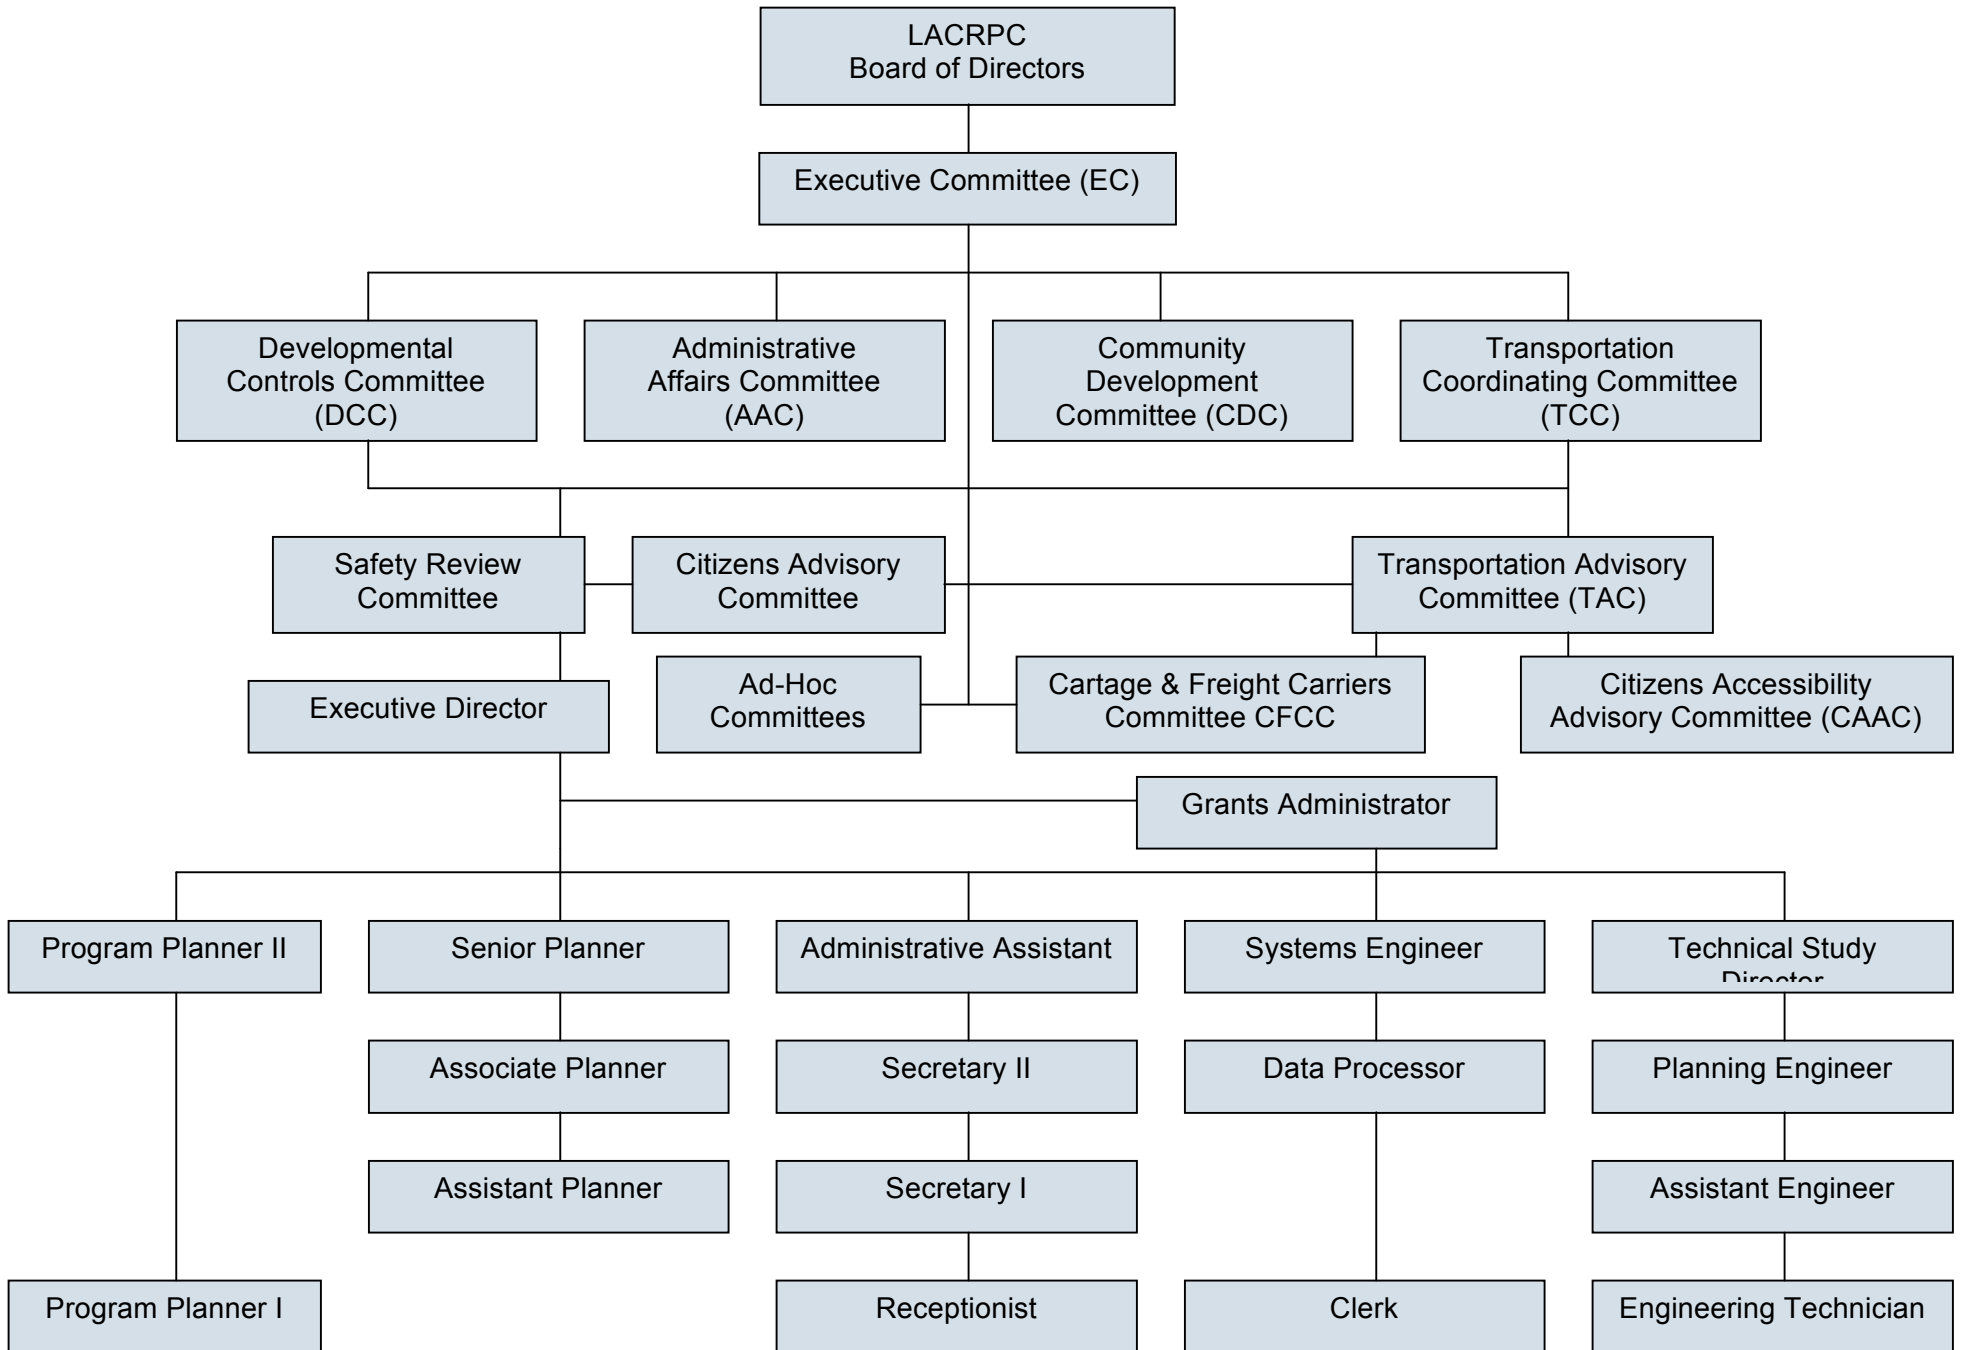 LACRPC
Board of Directors
Executive Committee (EC)
Developmental
Controls Committee
(DCC)
Administrative
Affairs Committee
(AAC)
Community
Development
Committee (CDC)
Transportation
Coordinating Committee
(TCC)
Safety Review
Committee
Citizens Advisory
Committee
Transportation Advisory
Committee (TAC)
Executive Director
Ad-Hoc
Committees
Cartage & Freight Carriers
Committee CFCC
Citizens Accessibility
Advisory Committee (CAAC)
Grants Administrator
Program Planner II
Senior Planner
Administrative Assistant
Systems Engineer
Technical Study
Director
Associate Planner
Secretary II
Data Processor
Planning Engineer
Assistant Planner
Secretary I
Assistant Engineer
Program Planner I
Receptionist
Clerk
Engineering Technician